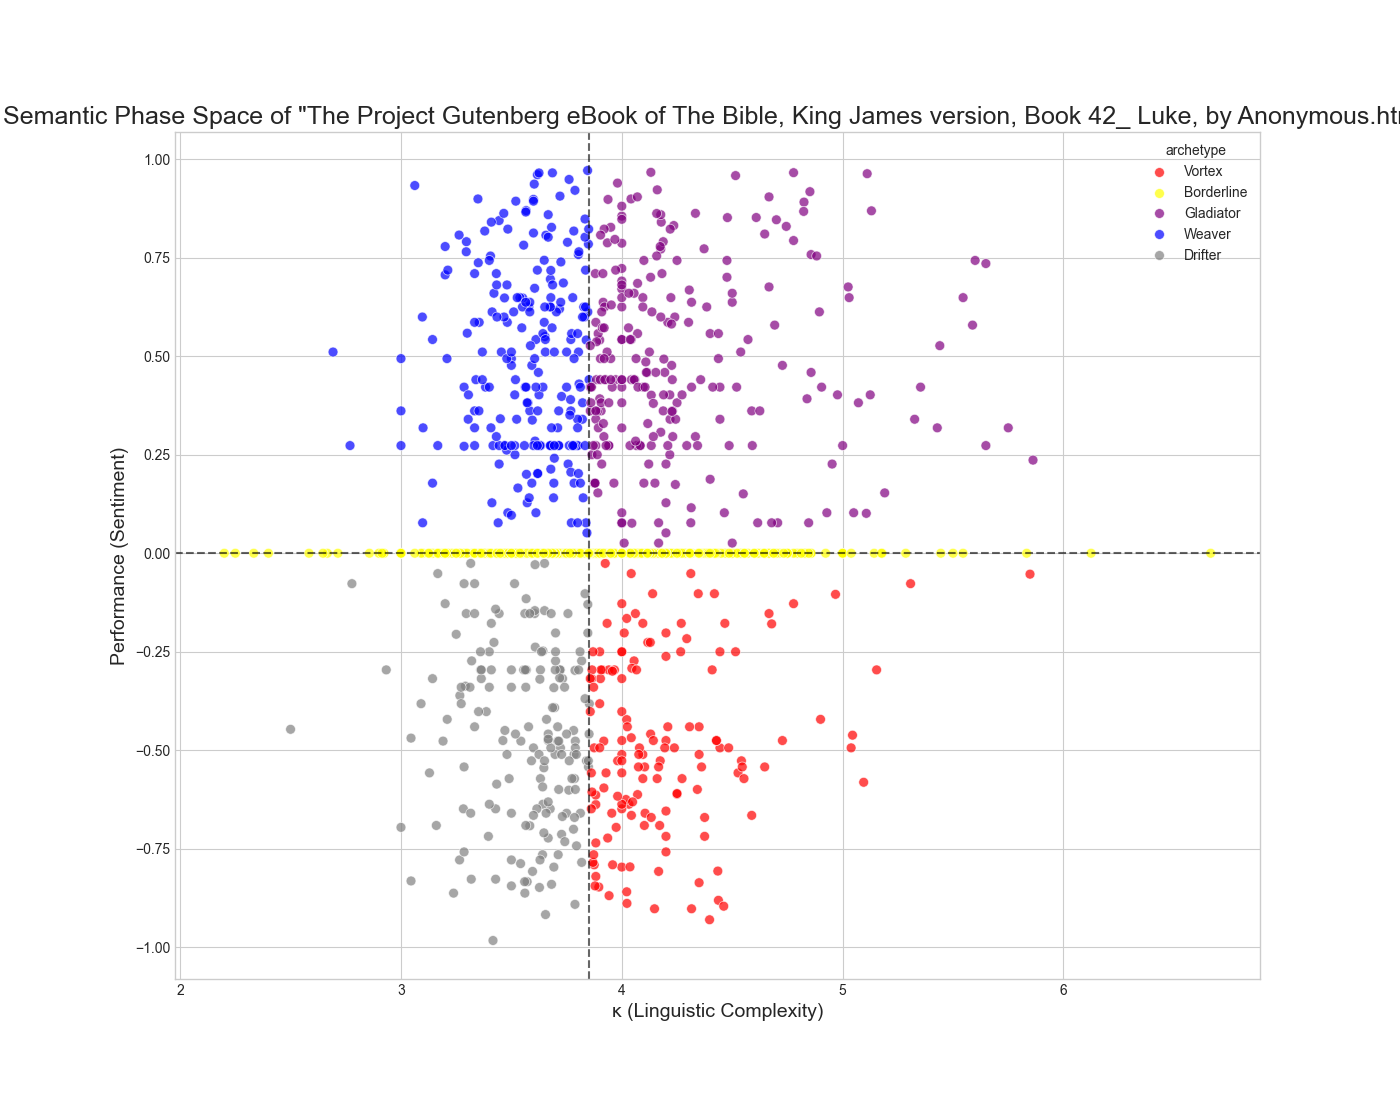 Semantic Phase Space of "The Project Gutenberg eBook of The Bible, King James version, Book 42_ Luke, by Anonymous.htm
archetype
Vortex
Borderline
Gladiator
Weaver
Drifter
1.00
0.75
0.50
0.25
0.00
−0.25
−0.50
−0.75
−1.00
Performance (Sentiment)
2 3 4 5 6
κ (Linguistic Complexity)